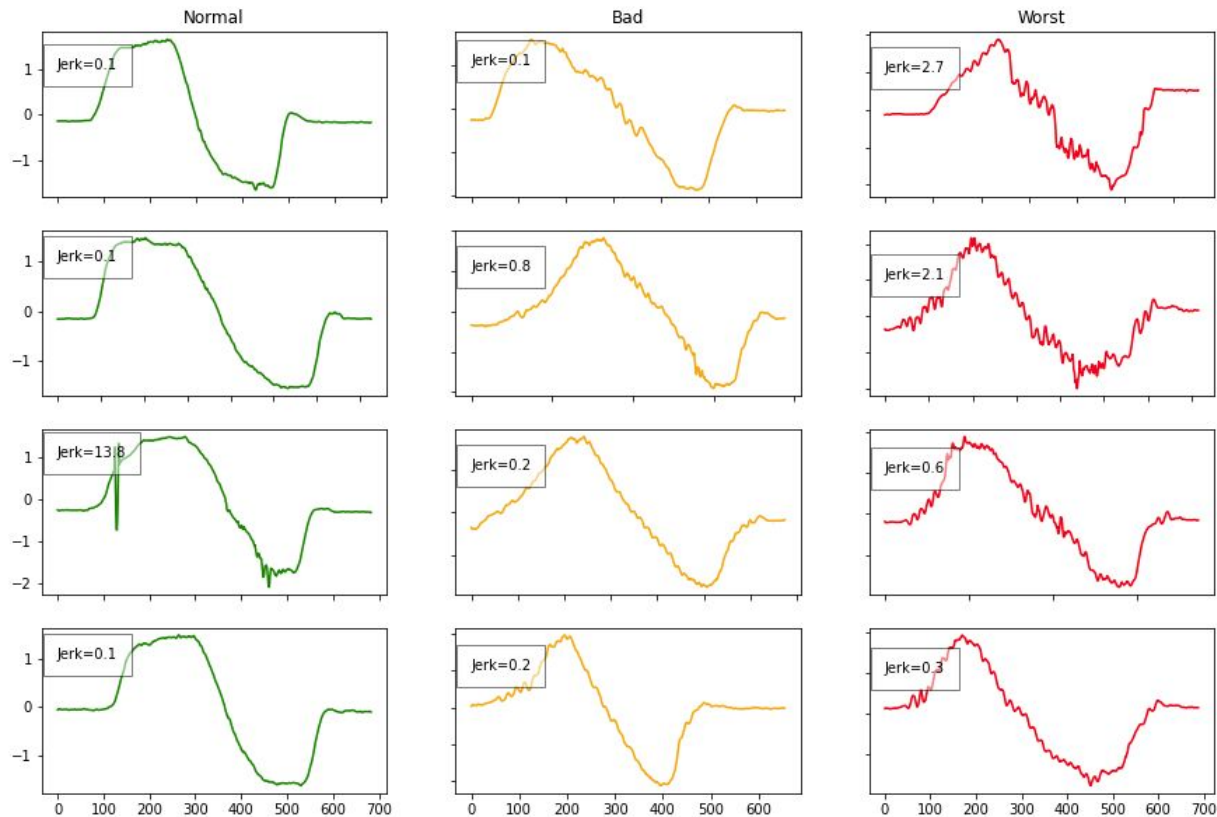 Normal Bad Worst
1
0
−1
Jerk=0.1
Jerk=0.1
Jerk=2.7
1
0
−1
Jerk=0.1
Jerk=0.8
Jerk=2.1
1
0
−1
−2
Jerk=13.8
Jerk=0.2
Jerk=0.6
1
0
−1
Jerk=0.1
Jerk=0.2
Jerk=0.3
0 100 200 300 400 500 600 700
0 100 200 300 400 500 600
0 100 200 300 400 500 600 700